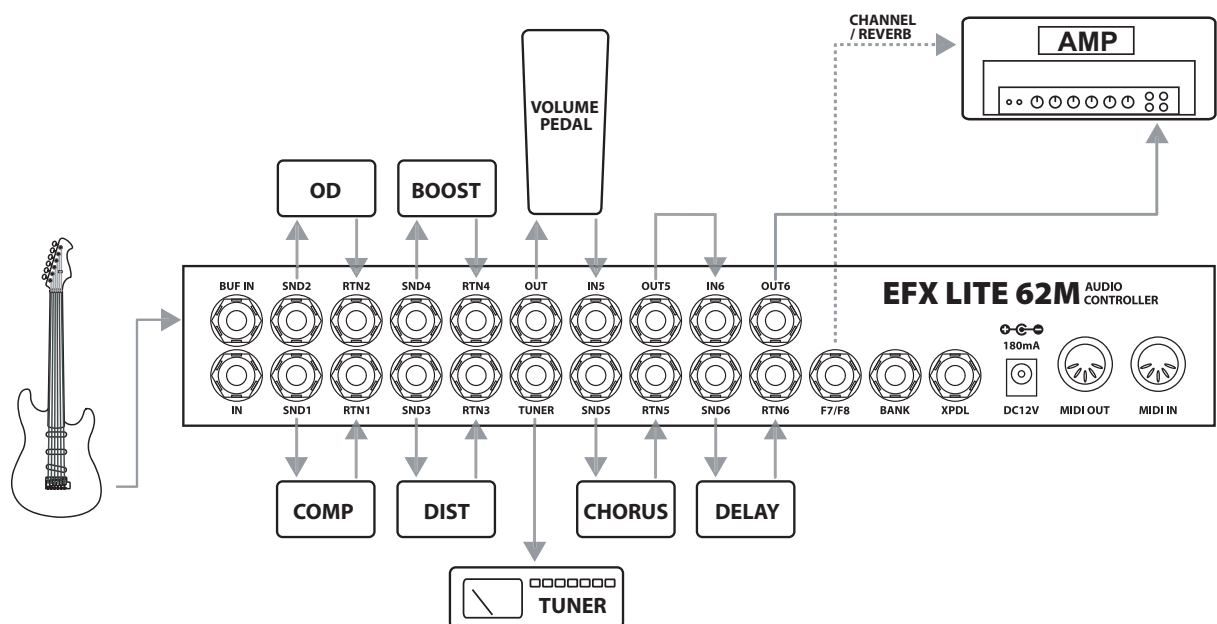 CHANNEL
/ REVERB
AMP
VOLUME
PEDAL
OD
BOOST
BUF IN
SND2
RTN2
SND4
RTN4
OUT
IN5
OUT5
IN6
OUT6
EFX LITE 62M
AUDIO
CONTROLLER
180mA
IN
SND1
RTN1
SND3
RTN3
TUNER
SND5
RTN5
SND6
RTN6
F7/F8
BANK
XPDL
DC12V
MIDI OUT
MIDI IN
COMP
DIST
CHORUS
DELAY
TUNER